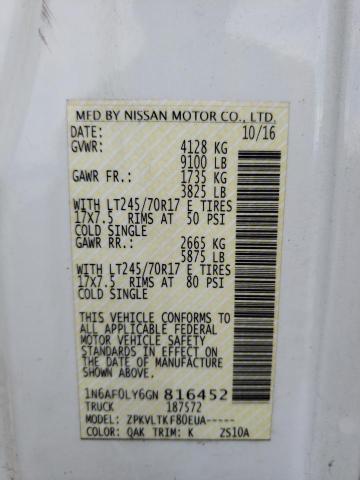 MFD BY NISSAN MOTOR CO., LTD.
DATE: 10/16
GVWR: 4128 KG
9100 LB
GAWR FR.: 1735 KG
3825 LB
WITH LT245/70R17 E TIRES
17X7.5 RIMS AT 50 PSI
COLD SINGLE
GAWR RR.: 2665 KG
5875 LB
WITH LT245/70R17 E TIRES
17X7.5 RIMS AT 80 PSI
COLD SINGLE
THIS VEHICLE CONFORMS TO
ALL APPLICABLE FEDERAL
MOTOR VEHICLE SAFETY
STANDARDS IN EFFECT ON
THE DATE OF MANUFACTURE
SHOWN ABOVE.
1N6AF0LY6GN 816452
TRUCK 187572
MODEL: ZPKVLTKF80EUA-----
COLOR: QAK TRIM: K ZS10A